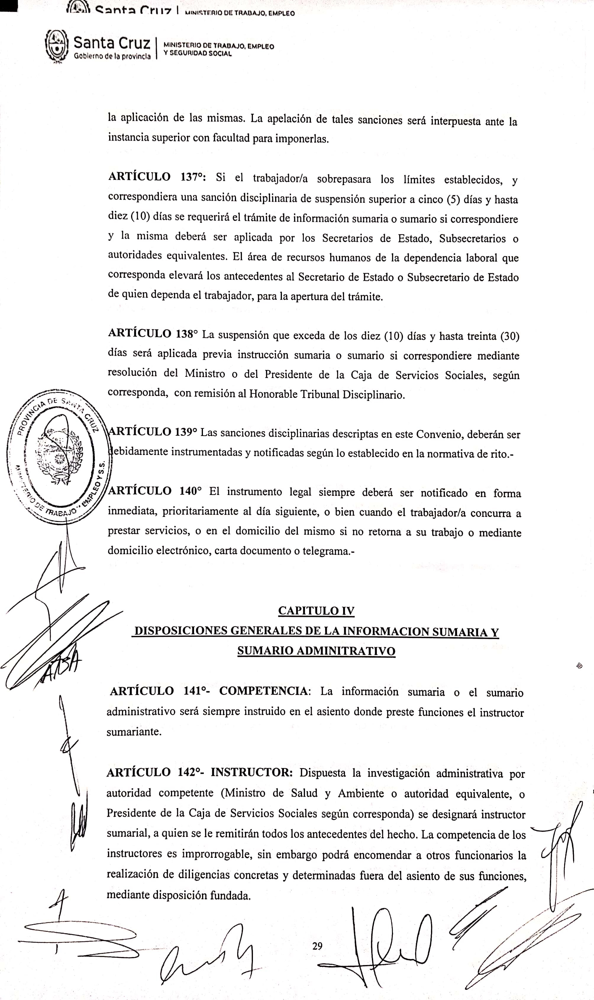 Santa Cruz | MINISTERIO DE TRABAJO, EMPLEO
Santa Cruz
Gobierno de la provincia
MINISTERIO DE TRABAJO, EMPLEO
Y SEGURIDAD SOCIAL
la aplicación de las mismas. La apelación de tales sanciones será interpuesta ante la
instancia superior con facultad para imponerlas.
ARTÍCULO 137º: Si el trabajador/a sobrepasara los límites establecidos, y
correspondiera una sanción disciplinaria de suspensión superior a cinco (5) días y hasta
diez (10) días se requerirá el trámite de información sumaria o sumario si correspondiere
y la misma deberá ser aplicada por los Secretarios de Estado, Subsecretarios o
autoridades equivalentes. El área de recursos humanos de la dependencia laboral que
corresponda elevará los antecedentes al Secretario de Estado o Subsecretario de Estado
de quien dependa el trabajador, para la apertura del trámite.
ARTÍCULO 138° La suspensión que exceda de los diez (10) días y hasta treinta (30)
días será aplicada previa instrucción sumaria o sumario si correspondiere mediante
resolución del Ministro o del Presidente de la Caja de Servicios Sociales, según
corresponda, con remisión al Honorable Tribunal Disciplinario.
ARTÍCULO 139º Las sanciones disciplinarias descriptas en este Convenio, deberán ser
debidamente instrumentadas y notificadas según lo establecido en la normativa de rito.-
ARTÍCULO 140° El instrumento legal siempre deberá ser notificado en forma
inmediata, prioritariamente al día siguiente, o bien cuando el trabajador/a concurra a
prestar servicios, o en el domicilio del mismo si no retorna a su trabajo o mediante
domicilio electrónico, carta documento o telegrama.-
PROVINCIA DE SANTA CRUZ
MINISTERIO DE TRABAJO" EMPLEO Y S.S.
CAPITULO IV
DISPOSICIONES GENERALES DE LA INFORMACION SUMARIA Y
SUMARIO ADMINITRATIVO
ARTÍCULO 141º- COMPETENCIA: La información sumaria o el sumario
administrativo será siempre instruido en el asiento donde preste funciones el instructor
sumariante.
ARTÍCULO 142º- INSTRUCTOR: Dispuesta la investigación administrativa por
autoridad competente (Ministro de Salud y Ambiente o autoridad equivalente, o
Presidente de la Caja de Servicios Sociales según corresponda) se designará instructor
sumarial, a quien se le remitirán todos los antecedentes del hecho. La competencia de los
instructores es improrrogable, sin embargo podrá encomendar a otros funcionarios la
realización de diligencias concretas y determinadas fuera del asiento de sus funciones,
mediante disposición fundada.
29